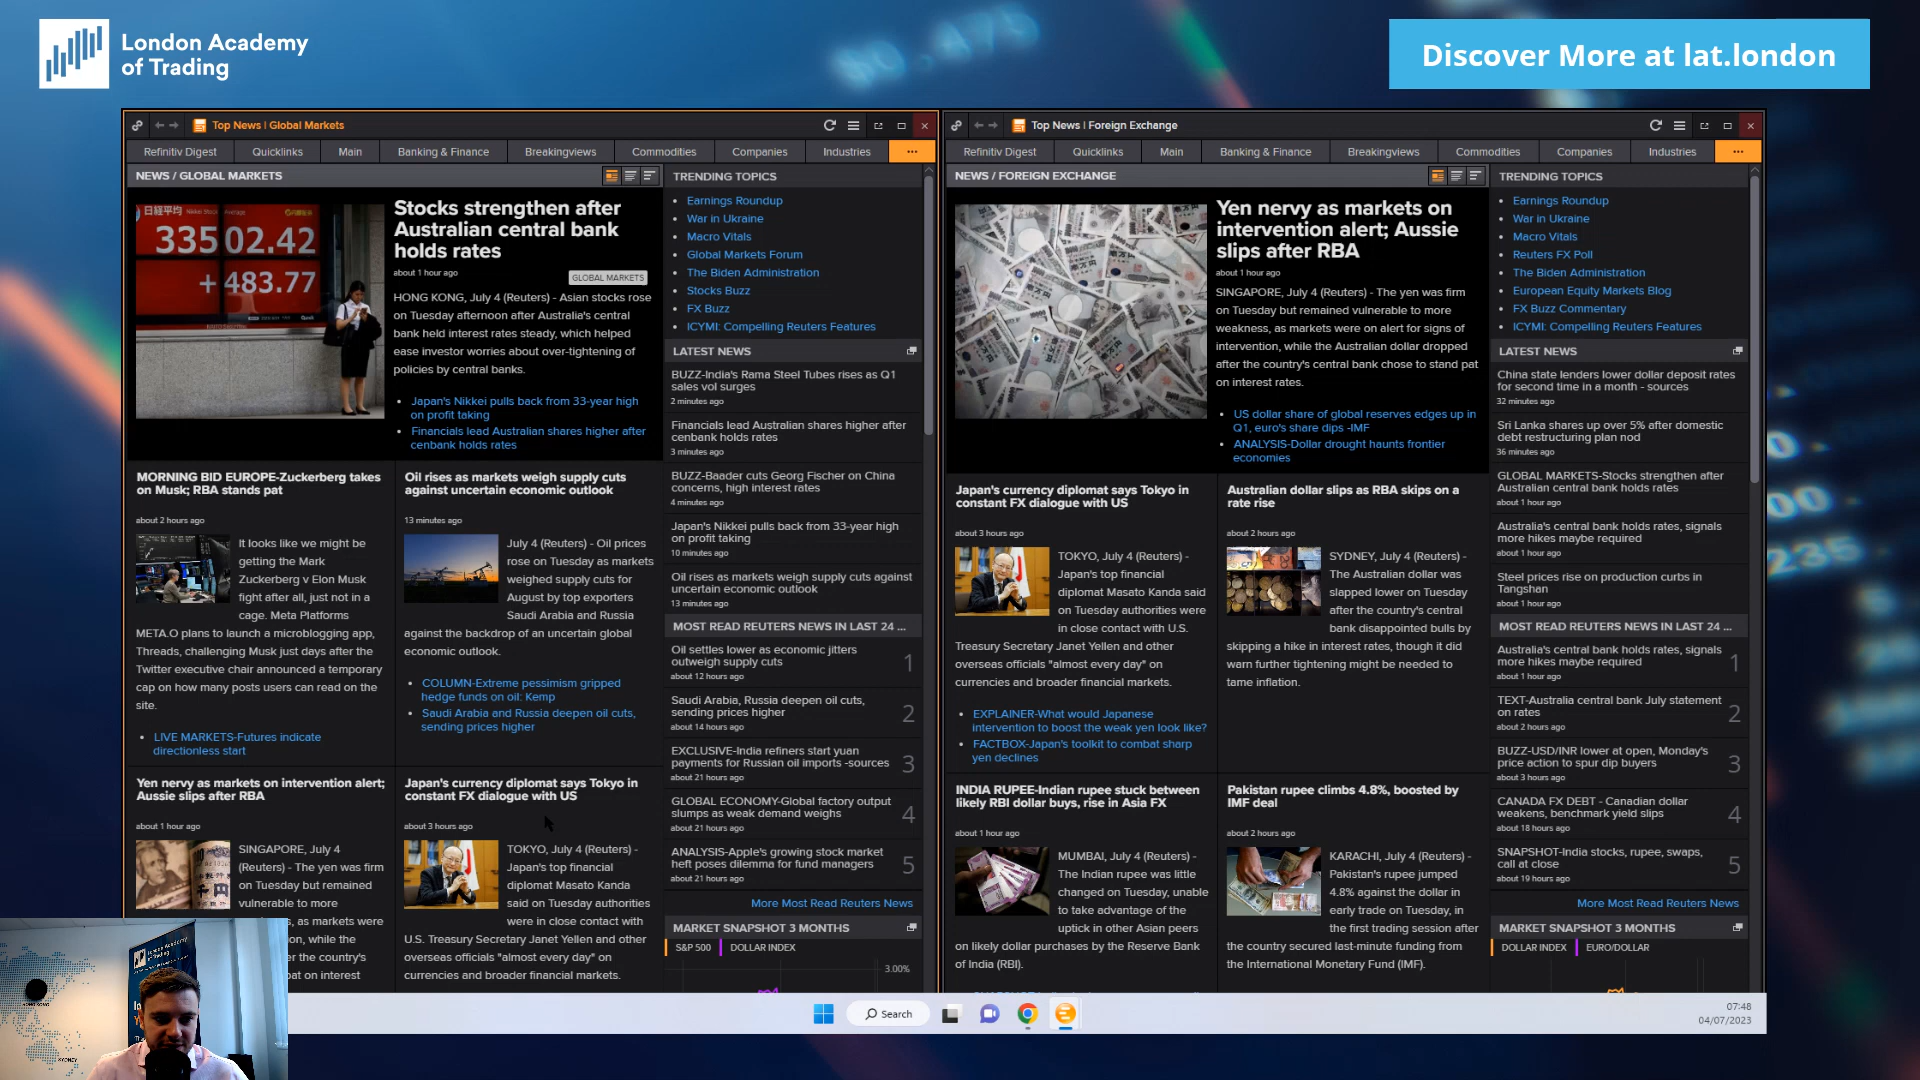 London Academy
of Trading
Discover More at lat.london
Top News | Global Markets
Refinitiv Digest
Quicklinks
Main
Banking & Finance
Breakingviews
Commodities
Companies
Industries
NEWS / GLOBAL MARKETS
33502.42
+483.77
Stocks strengthen after
Australian central bank
holds rates
about 1 hour ago
GLOBAL MARKETS
HONG KONG, July 4 (Reuters) - Asian stocks rose
on Tuesday afternoon after Australia's central
bank held interest rates steady, which helped
ease investor worries about over-tightening of
policies by central banks.
Japan's Nikkei pulls back from 33-year high
on profit taking
Financials lead Australian shares higher after
cenbank holds rates
MORNING BID EUROPE-Zuckerberg takes
on Musk; RBA stands pat
about 2 hours ago
It looks like we might be
getting the Mark
Zuckerberg v Elon Musk
fight after all, just not in a
cage. Meta Platforms
META.O plans to launch a microblogging app,
Threads, challenging Musk just days after the
Twitter executive chair announced a temporary
cap on how many posts users can read on the
site.
LIVE MARKETS-Futures indicate
directionless start
Oil rises as markets weigh supply cuts
against uncertain economic outlook
13 minutes ago
July 4 (Reuters) - Oil prices
rose on Tuesday as markets
weighed supply cuts for
August by top exporters
Saudi Arabia and Russia
against the backdrop of an uncertain global
economic outlook.
COLUMN-Extreme pessimism gripped
hedge funds on oil: Kemp
Saudi Arabia and Russia deepen oil cuts,
sending prices higher
Yen nervy as markets on intervention alert;
Aussie slips after RBA
about 1 hour ago
SINGAPORE, July 4
(Reuters) - The yen was firm
on Tuesday but remained
vulnerable to more
s, as markets were
on, while the
er the country's
pat on interest
Japan's currency diplomat says Tokyo in
constant FX dialogue with US
about 3 hours ago
TOKYO, July 4 (Reuters) -
Japan's top financial
diplomat Masato Kanda
said on Tuesday authorities
were in close contact with
U.S. Treasury Secretary Janet Yellen and other
overseas officials "almost every day" on
currencies and broader financial markets.
TRENDING TOPICS
Earnings Roundup
War in Ukraine
Macro Vitals
Global Markets Forum
The Biden Administration
Stocks Buzz
FX Buzz
ICYMI: Compelling Reuters Features
LATEST NEWS
BUZZ-India's Rama Steel Tubes rises as Q1
sales vol surges
2 minutes ago
Financials lead Australian shares higher after
cenbank holds rates
3 minutes ago
BUZZ-Baader cuts Georg Fischer on China
concerns, high interest rates
4 minutes ago
Japan's Nikkei pulls back from 33-year high
on profit taking
10 minutes ago
Oil rises as markets weigh supply cuts against
uncertain economic outlook
13 minutes ago
MOST READ REUTERS NEWS IN LAST 24 ...
Oil settles lower as economic jitters
outweigh supply cuts
about 12 hours ago
1
Saudi Arabia, Russia deepen oil cuts,
sending prices higher
about 14 hours ago
2
EXCLUSIVE-India refiners start yuan
payments for Russian oil imports -sources
about 21 hours ago
3
GLOBAL ECONOMY-Global factory output
slumps as weak demand weighs
about 21 hours ago
4
ANALYSIS-Apple's growing stock market
heft poses dilemma for fund managers
about 21 hours ago
5
More Most Read Reuters News
MARKET SNAPSHOT 3 MONTHS
S&P 500
DOLLAR INDEX
3.00%
Top News | Foreign Exchange
Refinitiv Digest
Quicklinks
Main
Banking & Finance
Breakingviews
Commodities
Companies
Industries
NEWS / FOREIGN EXCHANGE
Yen nervy as markets on
intervention alert; Aussie
slips after RBA
about 1 hour ago
SINGAPORE, July 4 (Reuters) - The yen was firm
on Tuesday but remained vulnerable to more
weakness, as markets were on alert for signs of
intervention, while the Australian dollar dropped
after the country's central bank chose to stand pat
on interest rates.
US dollar share of global reserves edges up in
Q1, euro's share dips -IMF
ANALYSIS-Dollar drought haunts frontier
economies
Japan's currency diplomat says Tokyo in
constant FX dialogue with US
about 3 hours ago
TOKYO, July 4 (Reuters) -
Japan's top financial
diplomat Masato Kanda said
on Tuesday authorities were
in close contact with U.S.
Treasury Secretary Janet Yellen and other
overseas officials "almost every day" on
currencies and broader financial markets.
EXPLAINER-What would Japanese
intervention to boost the weak yen look like?
FACTBOX-Japan's toolkit to combat sharp
yen declines
Australian dollar slips as RBA skips on a
rate rise
about 2 hours ago
SYDNEY, July 4 (Reuters) -
The Australian dollar was
slapped lower on Tuesday
after the country's central
bank disappointed bulls by
skipping a hike in interest rates, though it did
warn further tightening might be needed to
tame inflation.
INDIA RUPEE-Indian rupee stuck between
likely RBI dollar buys, rise in Asia FX
about 1 hour ago
MUMBAI, July 4 (Reuters) -
The Indian rupee was little
changed on Tuesday, unable
to take advantage of the
uptick in other Asian peers
on likely dollar purchases by the Reserve Bank
of India (RBI).
Pakistan rupee climbs 4.8%, boosted by
IMF deal
about 2 hours ago
KARACHI, July 4 (Reuters) -
Pakistan's rupee jumped
4.8% against the dollar in
early trade on Tuesday, in
the first trading session after
the country secured last-minute funding from
the International Monetary Fund (IMF).
TRENDING TOPICS
Earnings Roundup
War in Ukraine
Macro Vitals
Reuters FX Poll
The Biden Administration
European Equity Markets Blog
FX Buzz Commentary
ICYMI: Compelling Reuters Features
LATEST NEWS
China state lenders lower dollar deposit rates
for second time in a month - sources
32 minutes ago
Sri Lanka shares up over 5% after domestic
debt restructuring plan nod
36 minutes ago
GLOBAL MARKETS-Stocks strengthen after
Australian central bank holds rates
about 1 hour ago
Australia's central bank holds rates, signals
more hikes maybe required
about 1 hour ago
Steel prices rise on production curbs in
Tangshan
about 1 hour ago
MOST READ REUTERS NEWS IN LAST 24 ...
Australia's central bank holds rates, signals
more hikes maybe required
about 1 hour ago
1
TEXT-Australia central bank July statement
on rates
about 2 hours ago
2
BUZZ-USD/INR lower at open, Monday's
price action to spur dip buyers
about 3 hours ago
3
CANADA FX DEBT - Canadian dollar
weakens, benchmark yield slips
about 18 hours ago
4
SNAPSHOT-India stocks, rupee, swaps,
call at close
about 19 hours ago
5
More Most Read Reuters News
MARKET SNAPSHOT 3 MONTHS
DOLLAR INDEX
EURO/DOLLAR
Search
07:48
04/07/2023
London Academy
of Trading
SYDNEY